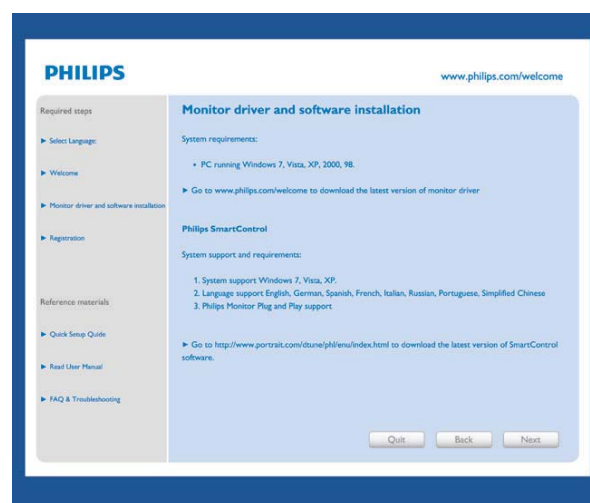 PHILIPS
www.philips.com/welcome
Required steps
Select Language:
Welcome
Monitor driver and software installation
Registration
Reference materials
Quick Setup Guide
Read User Manual
FAQ & Troubleshooting
Monitor driver and software installation
System requirements:
• PC running Windows 7, Vista, XP, 2000, 98.
Go to www.philips.com/welcome to download the latest version of monitor driver
Philips SmartControl
System support and requirements:
1. System support Windows 7, Vista, XP.
2. Language support English, German, Spanish, French, Italian, Russian, Portuguese, Simplified Chinese
3. Philips Monitor Plug and Play support
Go to http://www.portrait.com/dtune/phl/enu/index.html to download the latest version of SmartControl
software.
Quit
Back
Next